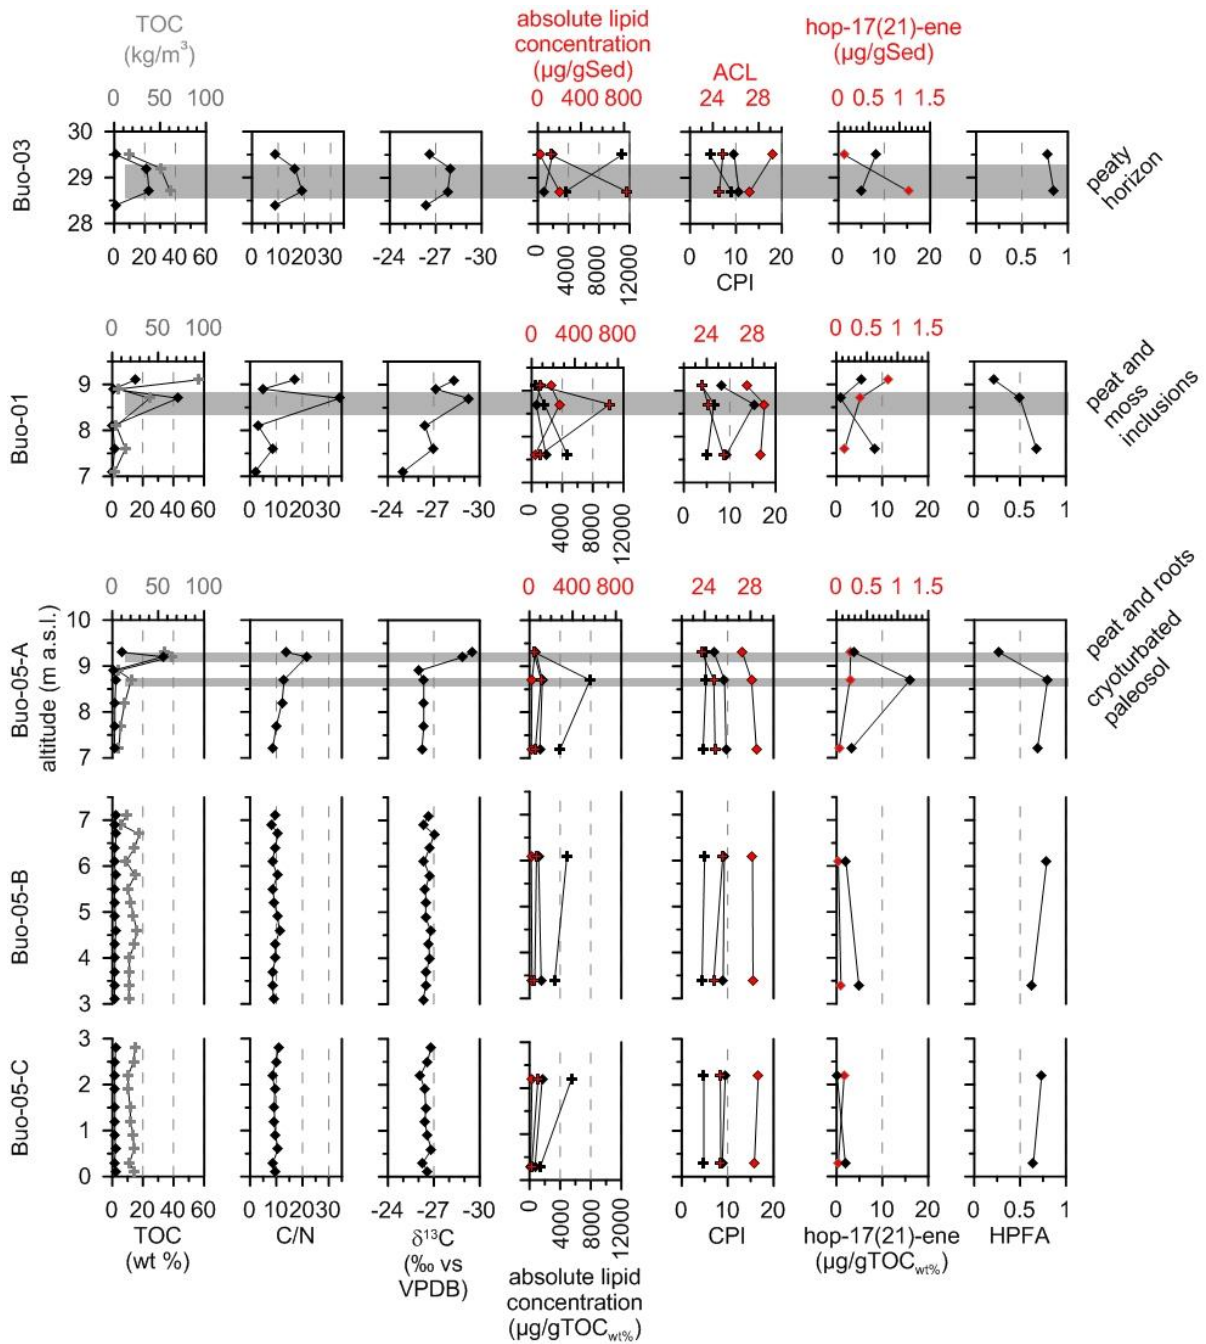 TOC
(kg/m³)
absolute lipid
concentration
(µg/gSed)
ACL
hop-17(21)-ene
(µg/gSed)
0 50 100
0 400 800
24 28
0 0.5 1 1.5
Buo-03
30
29
28
peaty
horizon
0 20 40 60
0 10 20 30
-24 -27 -30
0 4000 8000 12000
0 10 20
CPI
0 10 20
0 0.5 1
0 50 100
0 400 800
24 28
0 0.5 1 1.5
Buo-01
9
8
7
peat and
moss
inclusions
0 20 40 60
0 10 20 30
-24 -27 -30
0 4000 8000 12000
0 10 20
0 10 20
0 0.5 1
0 50 100
0 400 800
24 28
0 0.5 1 1.5
Buo-05-A
altitude (m a.s.l.)
10
9
8
7
peat and roots
cryoturbated
paleosol
Buo-05-B
7
6
5
4
3
Buo-05-C
3
2
1
0
0 20 40 60
TOC
(wt %)
0 10 20 30
C/N
-24 -27 -30
δ¹³C
(‰ vs
VPDB)
0 4000 8000 12000
absolute lipid
concentration
(µg/gTOCwt%)
0 10 20
CPI
0 10 20
hop-17(21)-ene
(µg/gTOCwt%)
0 0.5 1
HPFA